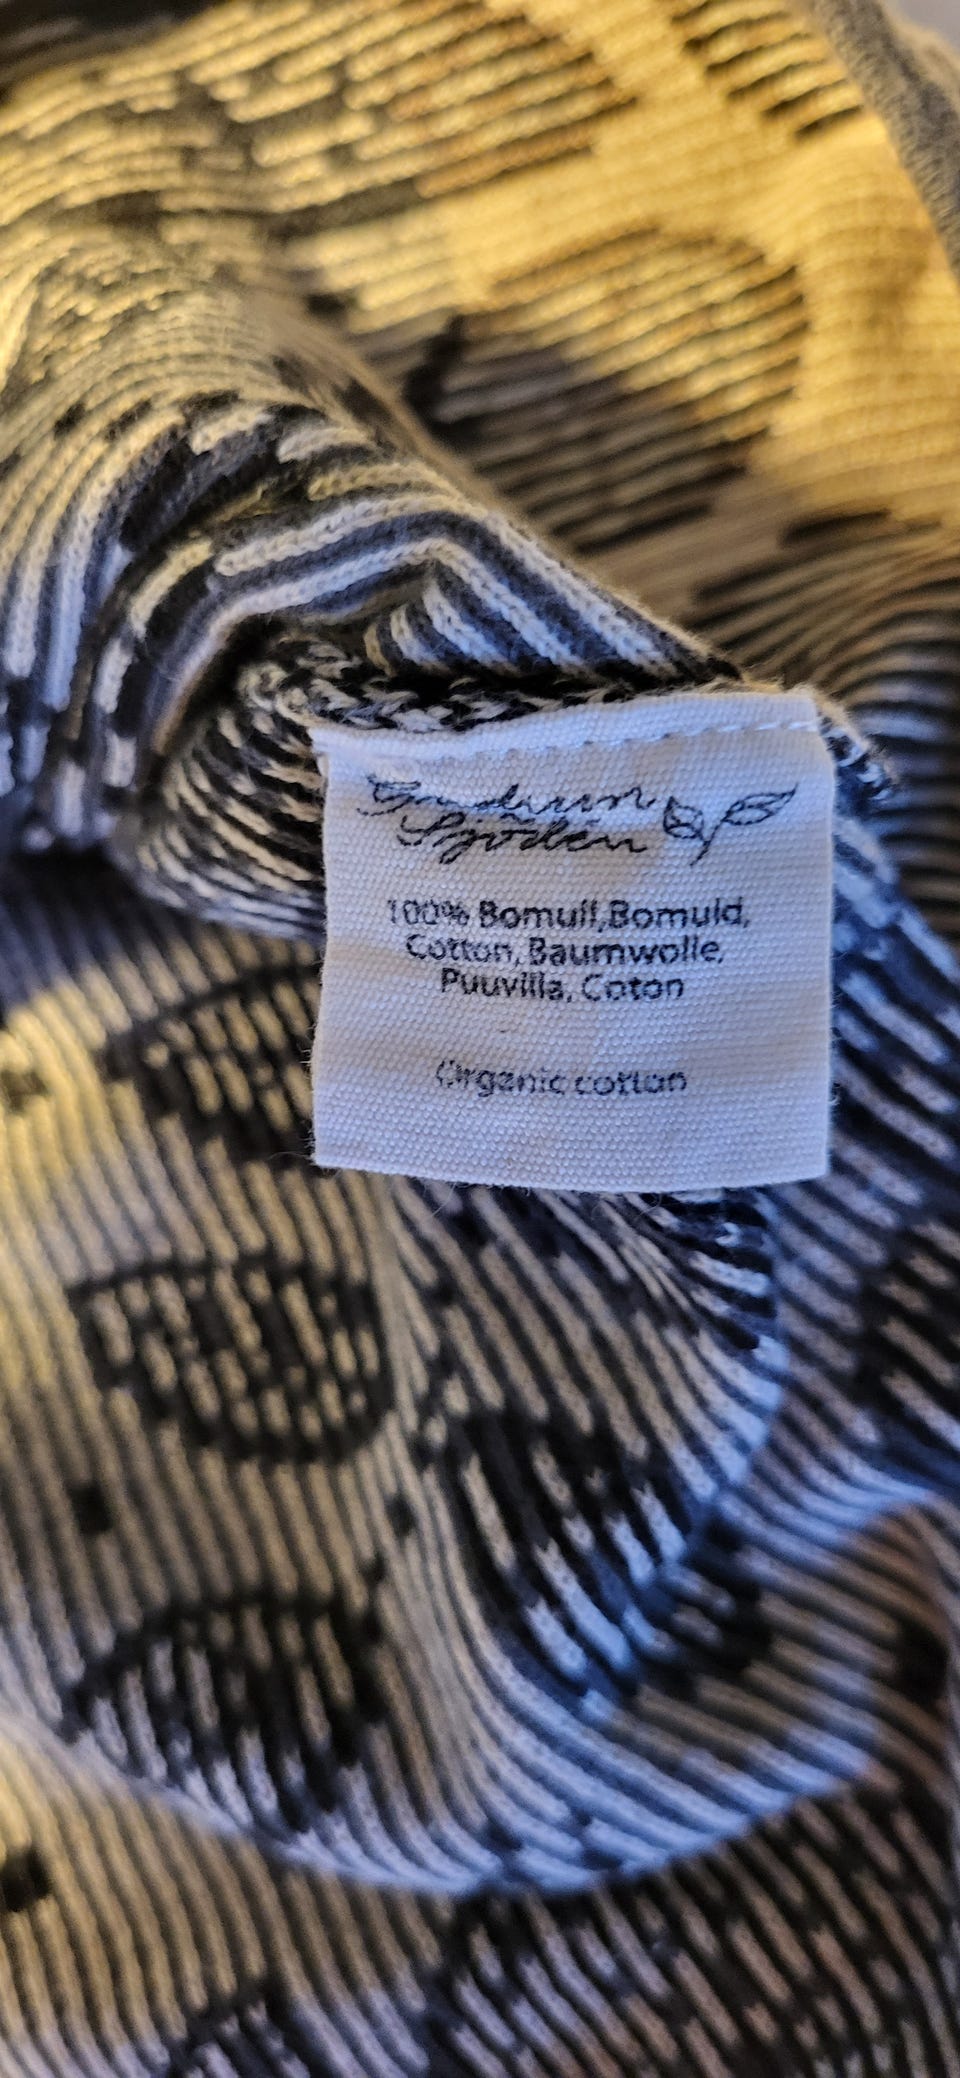 Gudrun
Sjödén
100% Bomull, Bomuld,
Cotton, Baumwolle,
Puuvilla, Coton
Organic cotton